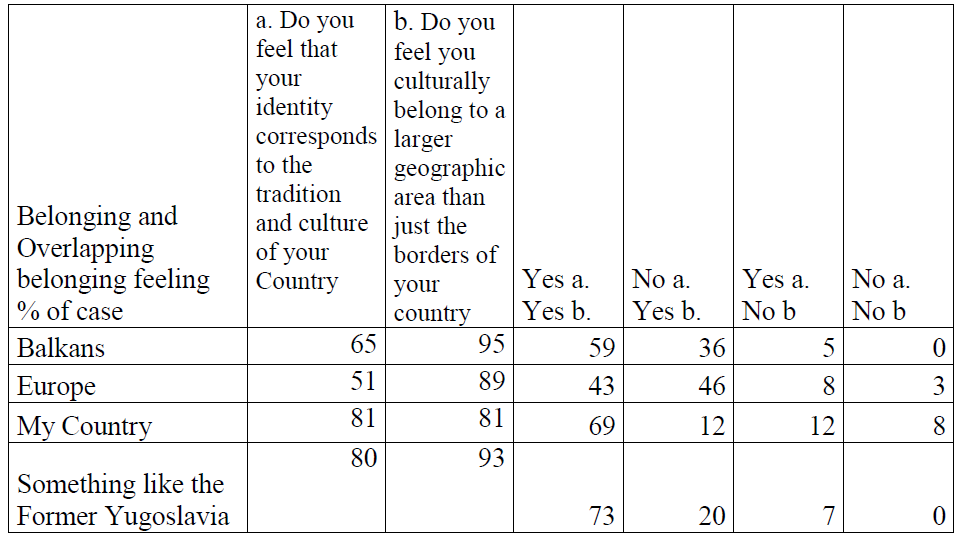 Belonging and
Overlapping
belonging feeling
% of case
a. Do you
feel that
your
identity
corresponds
to the
tradition
and culture
of your
Country
b. Do you
feel you
culturally
belong to a
larger
geographic
area than
just the
borders of
your
country
Yes a.
Yes b.
No a.
Yes b.
Yes a.
No b
No a.
No b
Balkans 65 95 59 36 5 0
Europe 51 89 43 46 8 3
My Country 81 81 69 12 12 8
Something like the
Former Yugoslavia 80 93 73 20 7 0